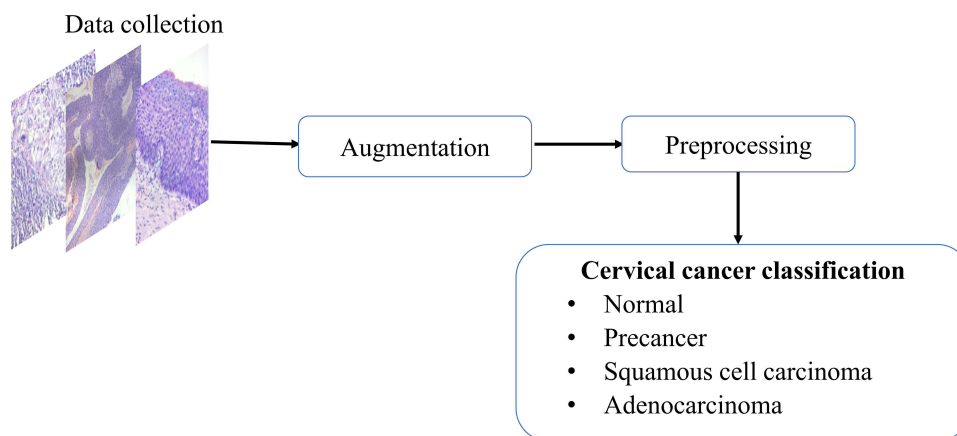 Data collection
Augmentation
Preprocessing
Cervical cancer classification
• Normal
• Precancer
• Squamous cell carcinoma
• Adenocarcinoma